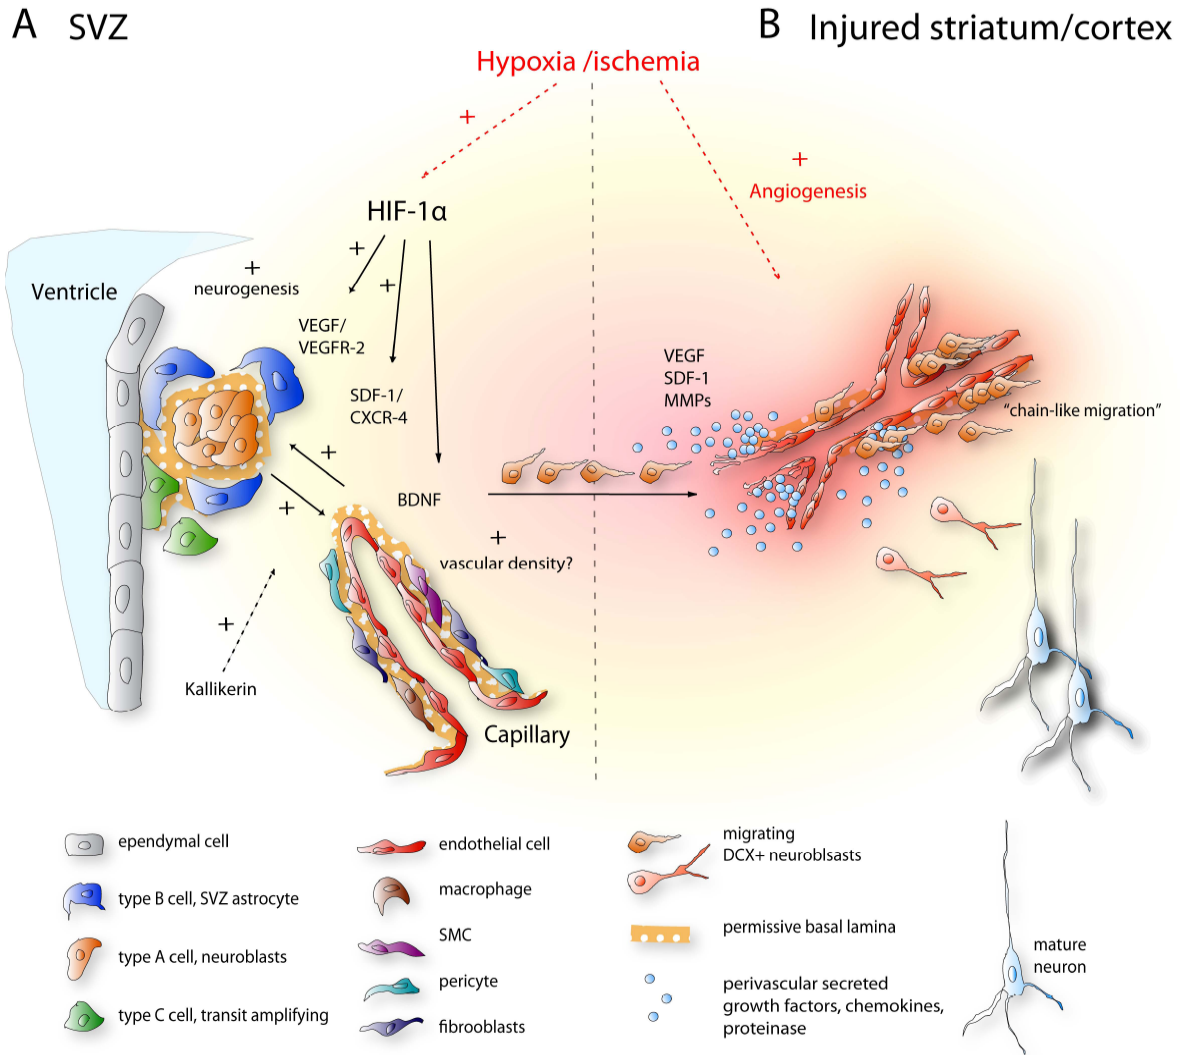 A SVZ
B Injured striatum/cortex
Hypoxia /ischemia
+
+
Angiogenesis
HIF-1α
+
+
+
neurogenesis
Ventricle
VEGF/
VEGFR-2
SDF-1/
CXCR-4
VEGF
SDF-1
MMPs
"chain-like migration"
+
+
BDNF
+
vascular density?
+
Kallikerin
Capillary
ependymal cell
type B cell, SVZ astrocyte
type A cell, neuroblasts
type C cell, transit amplifying
endothelial cell
macrophage
SMC
pericyte
fibrooblasts
migrating
DCX+ neuroblsasts
permissive basal lamina
perivascular secreted
growth factors, chemokines,
proteinase
mature
neuron